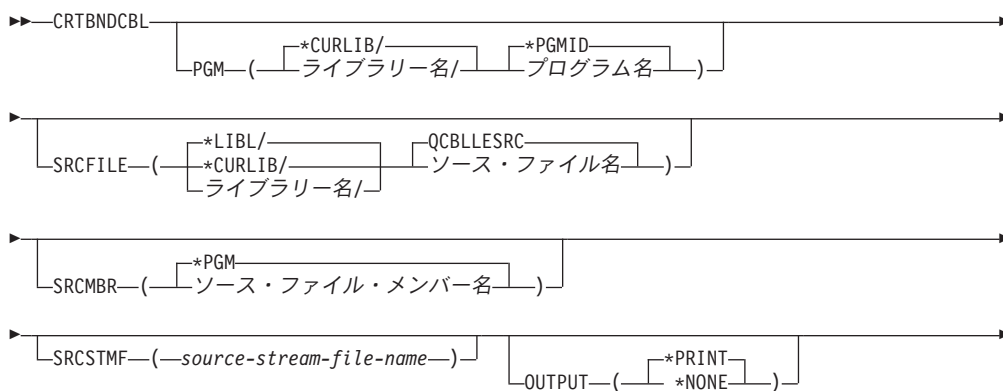 CRTBNDCBL
*CURLIB/ *PGMID
PGM ( ライブラリー名/ プログラム名 )
*LIBL/ QCBLLESRC
SRCFILE ( *CURLIB/ ソース・ファイル名 )
ライブラリー名/
*PGM
SRCMBR ( ソース・ファイル・メンバー名 )
SRCSTMF ( source-stream-file-name ) *PRINT
OUTPUT ( *NONE )